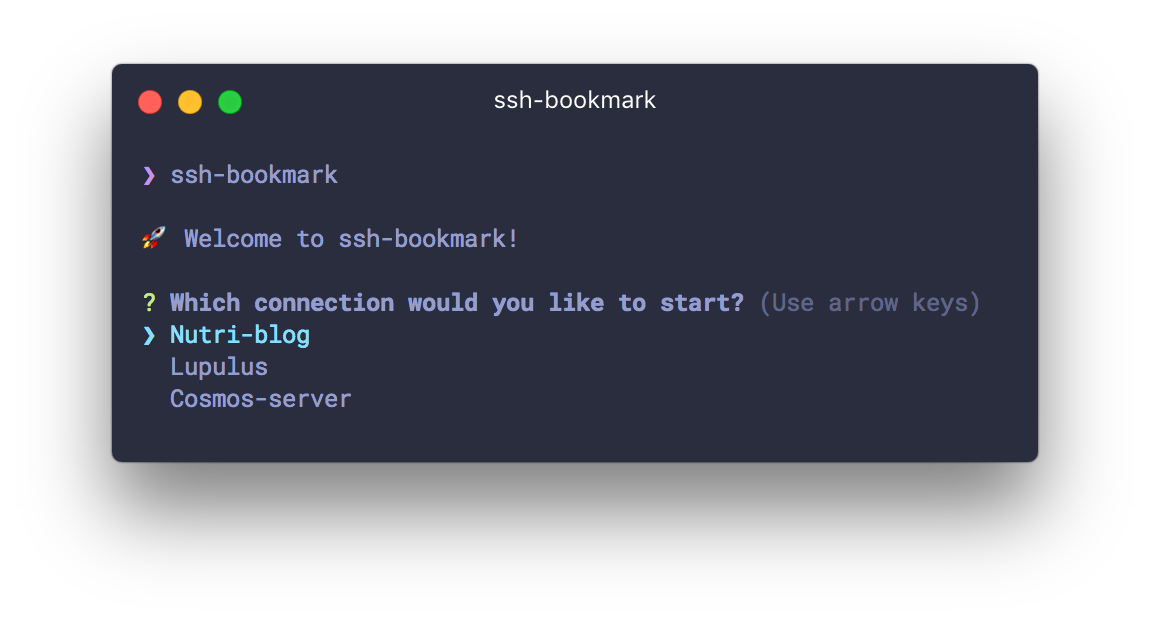 ssh-bookmark
❯ ssh-bookmark
🚀 Welcome to ssh-bookmark!
? Which connection would you like to start? (Use arrow keys)
❯ Nutri-blog
Lupulus
Cosmos-server